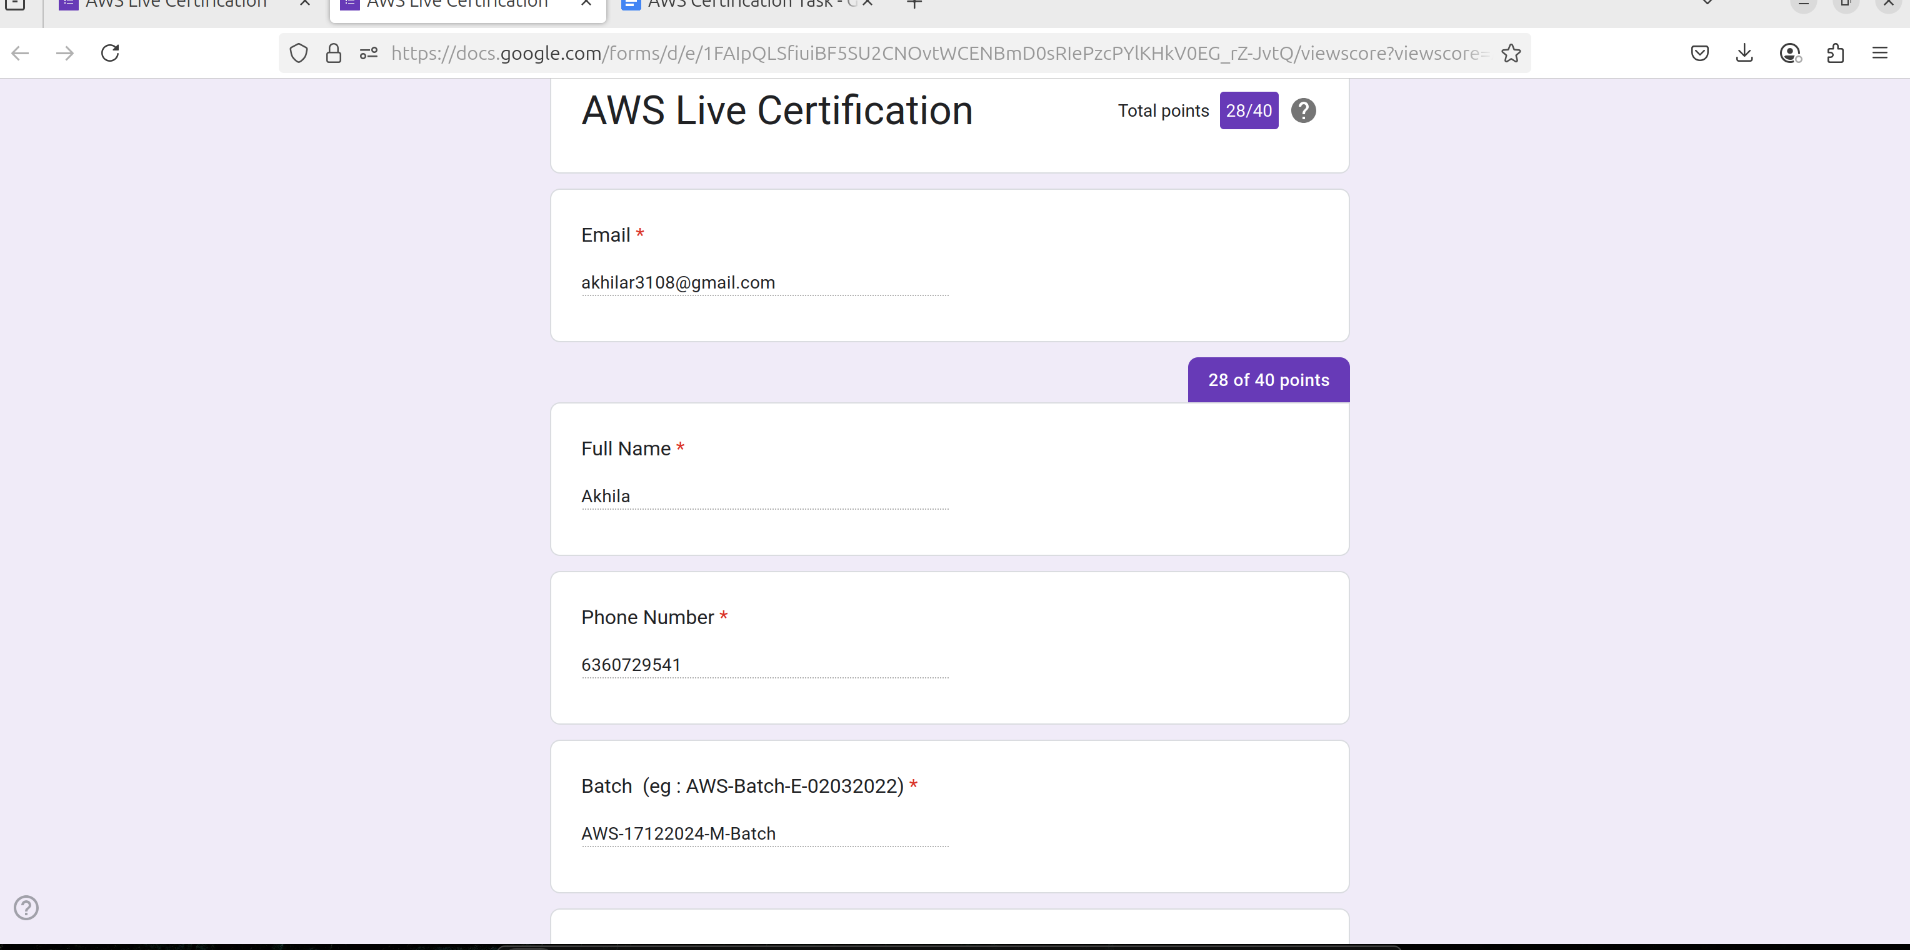 AWS Live Certification
AWS Live Certification
AWS Certification Task - G
https://docs.google.com/forms/d/e/1FAIpQLSfiuiBF5SU2CNOvtWCENBmD0sRIePzcPYlKHkV0EG_rZ-JvtQ/viewscore?viewscore=
AWS Live Certification
Total points 28/40
Email *
akhilar3108@gmail.com
28 of 40 points
Full Name *
Akhila
Phone Number *
6360729541
Batch (eg : AWS-Batch-E-02032022) *
AWS-17122024-M-Batch